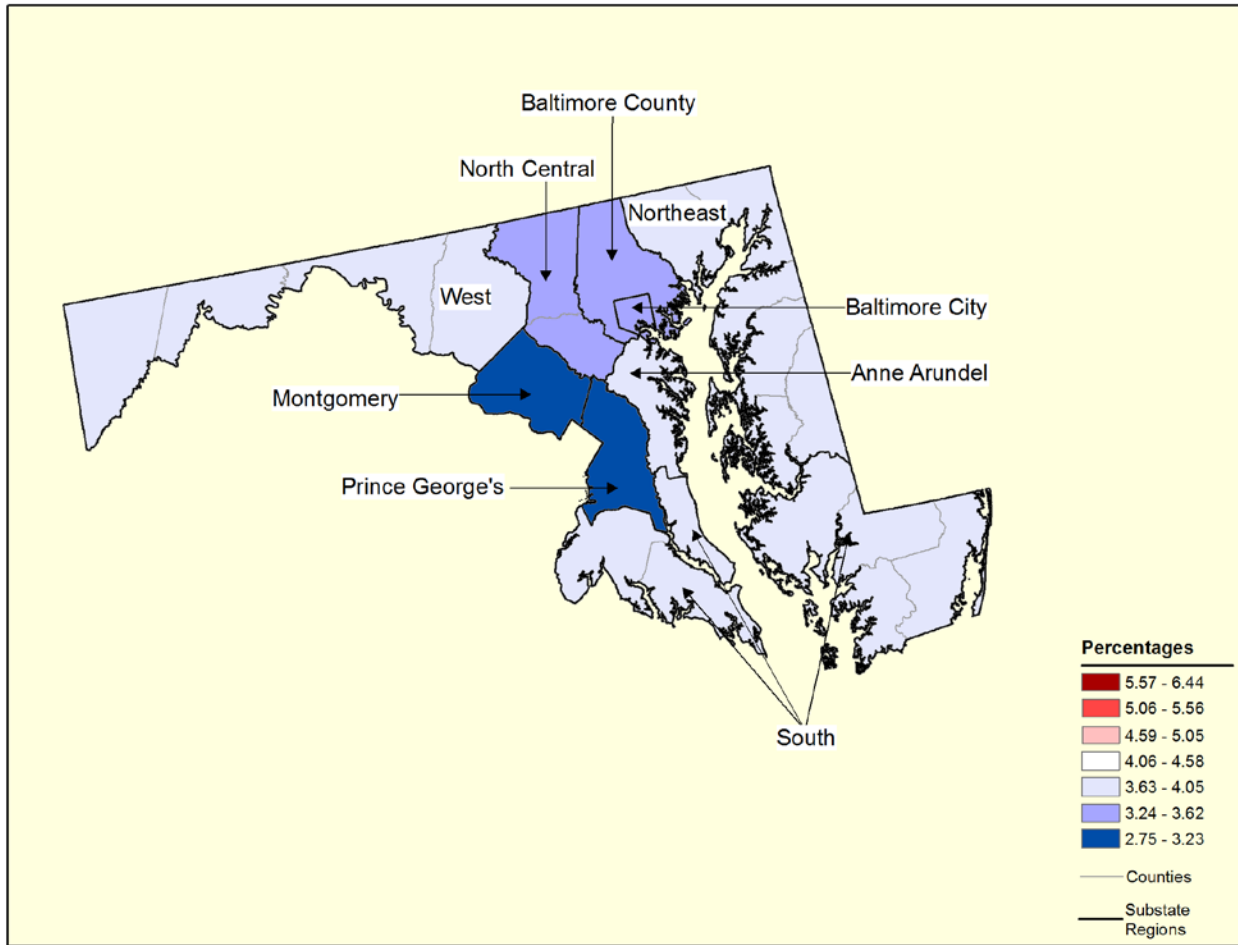 Baltimore County
North Central
Northeast
West
Baltimore City
Anne Arundel
Montgomery
Prince George's
South
Percentages
5.57 - 6.44
5.06 - 5.56
4.59 - 5.05
4.06 - 4.58
3.63 - 4.05
3.24 - 3.62
2.75 - 3.23
Counties
Substate
Regions